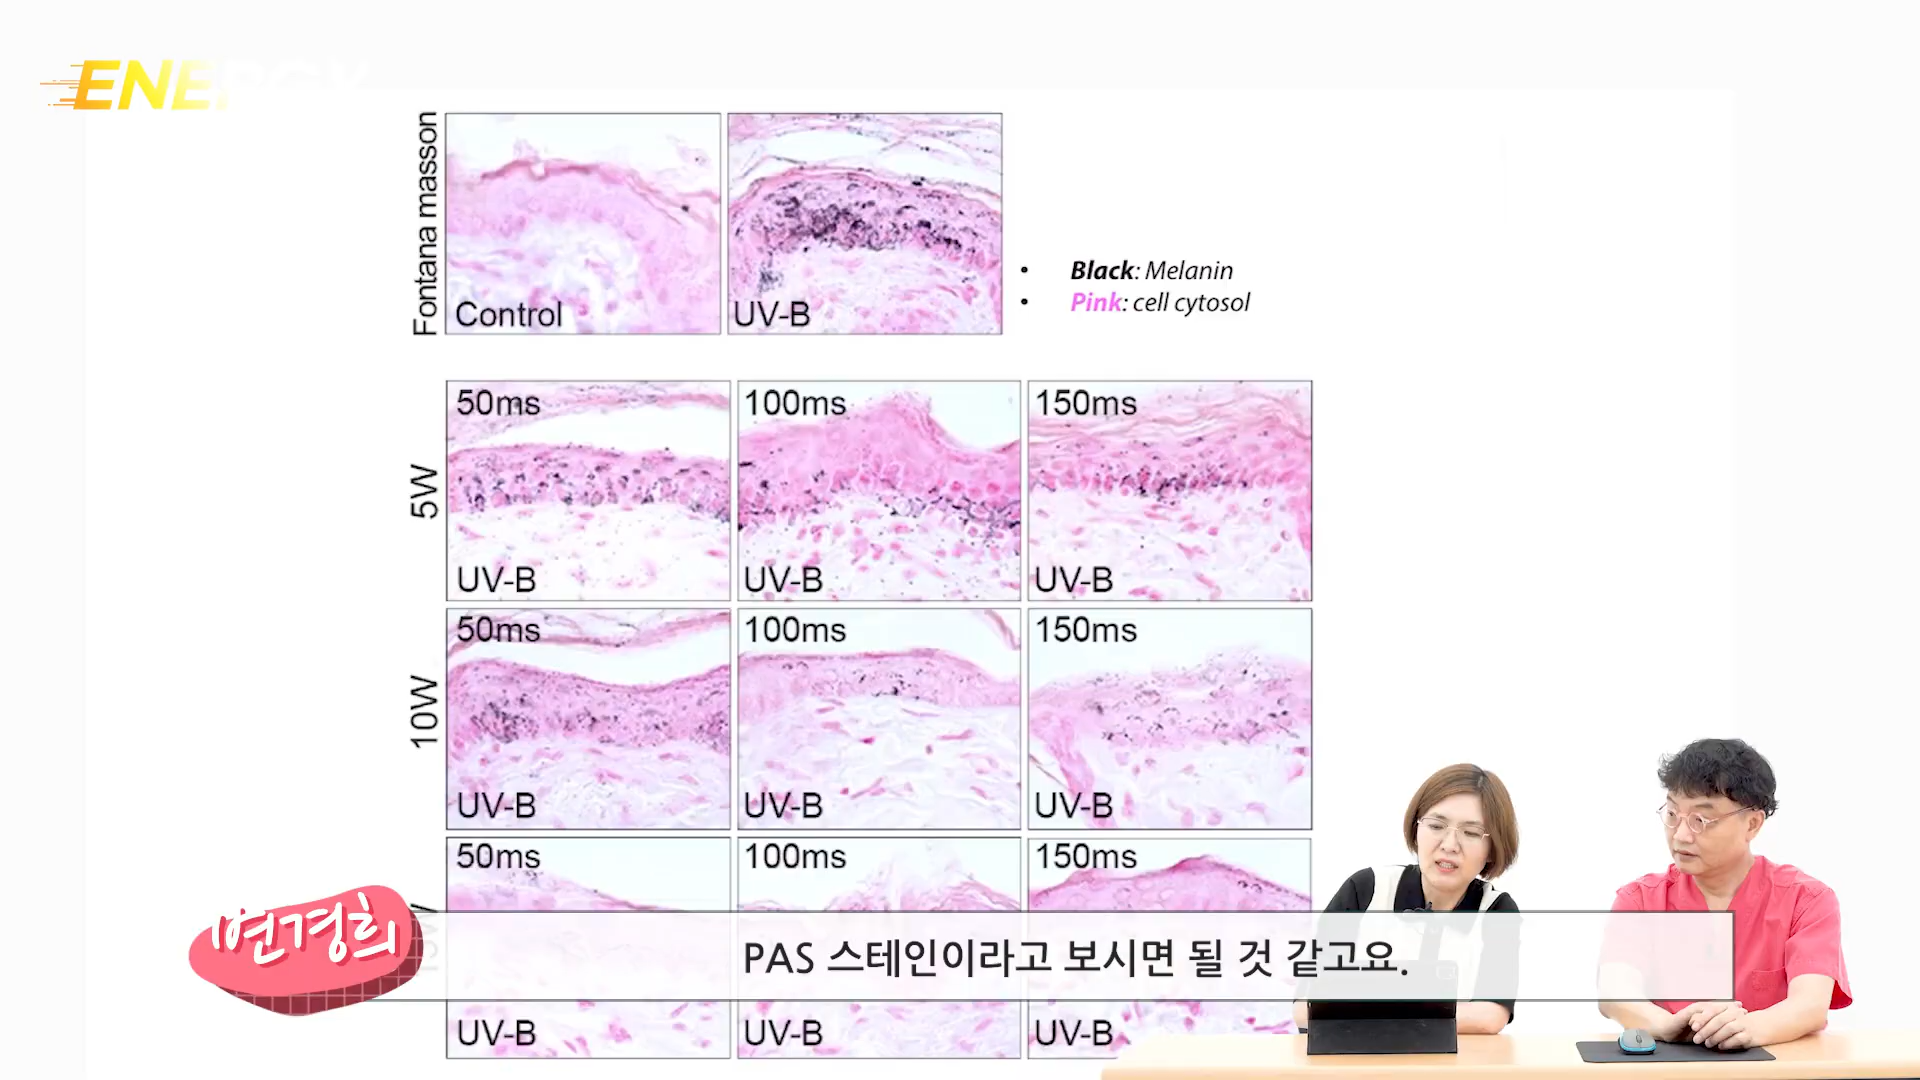 ENERGY
Fontana masson
Control
UV-B
• Black: Melanin
• Pink: cell cytosol
5W
50ms
100ms
150ms
UV-B
UV-B
UV-B
10W
50ms
100ms
150ms
UV-B
UV-B
UV-B
50ms
100ms
150ms
변경희
PAS 스테인이라고 보시면 될 것 같고요.
UV-B
UV-B
UV-B